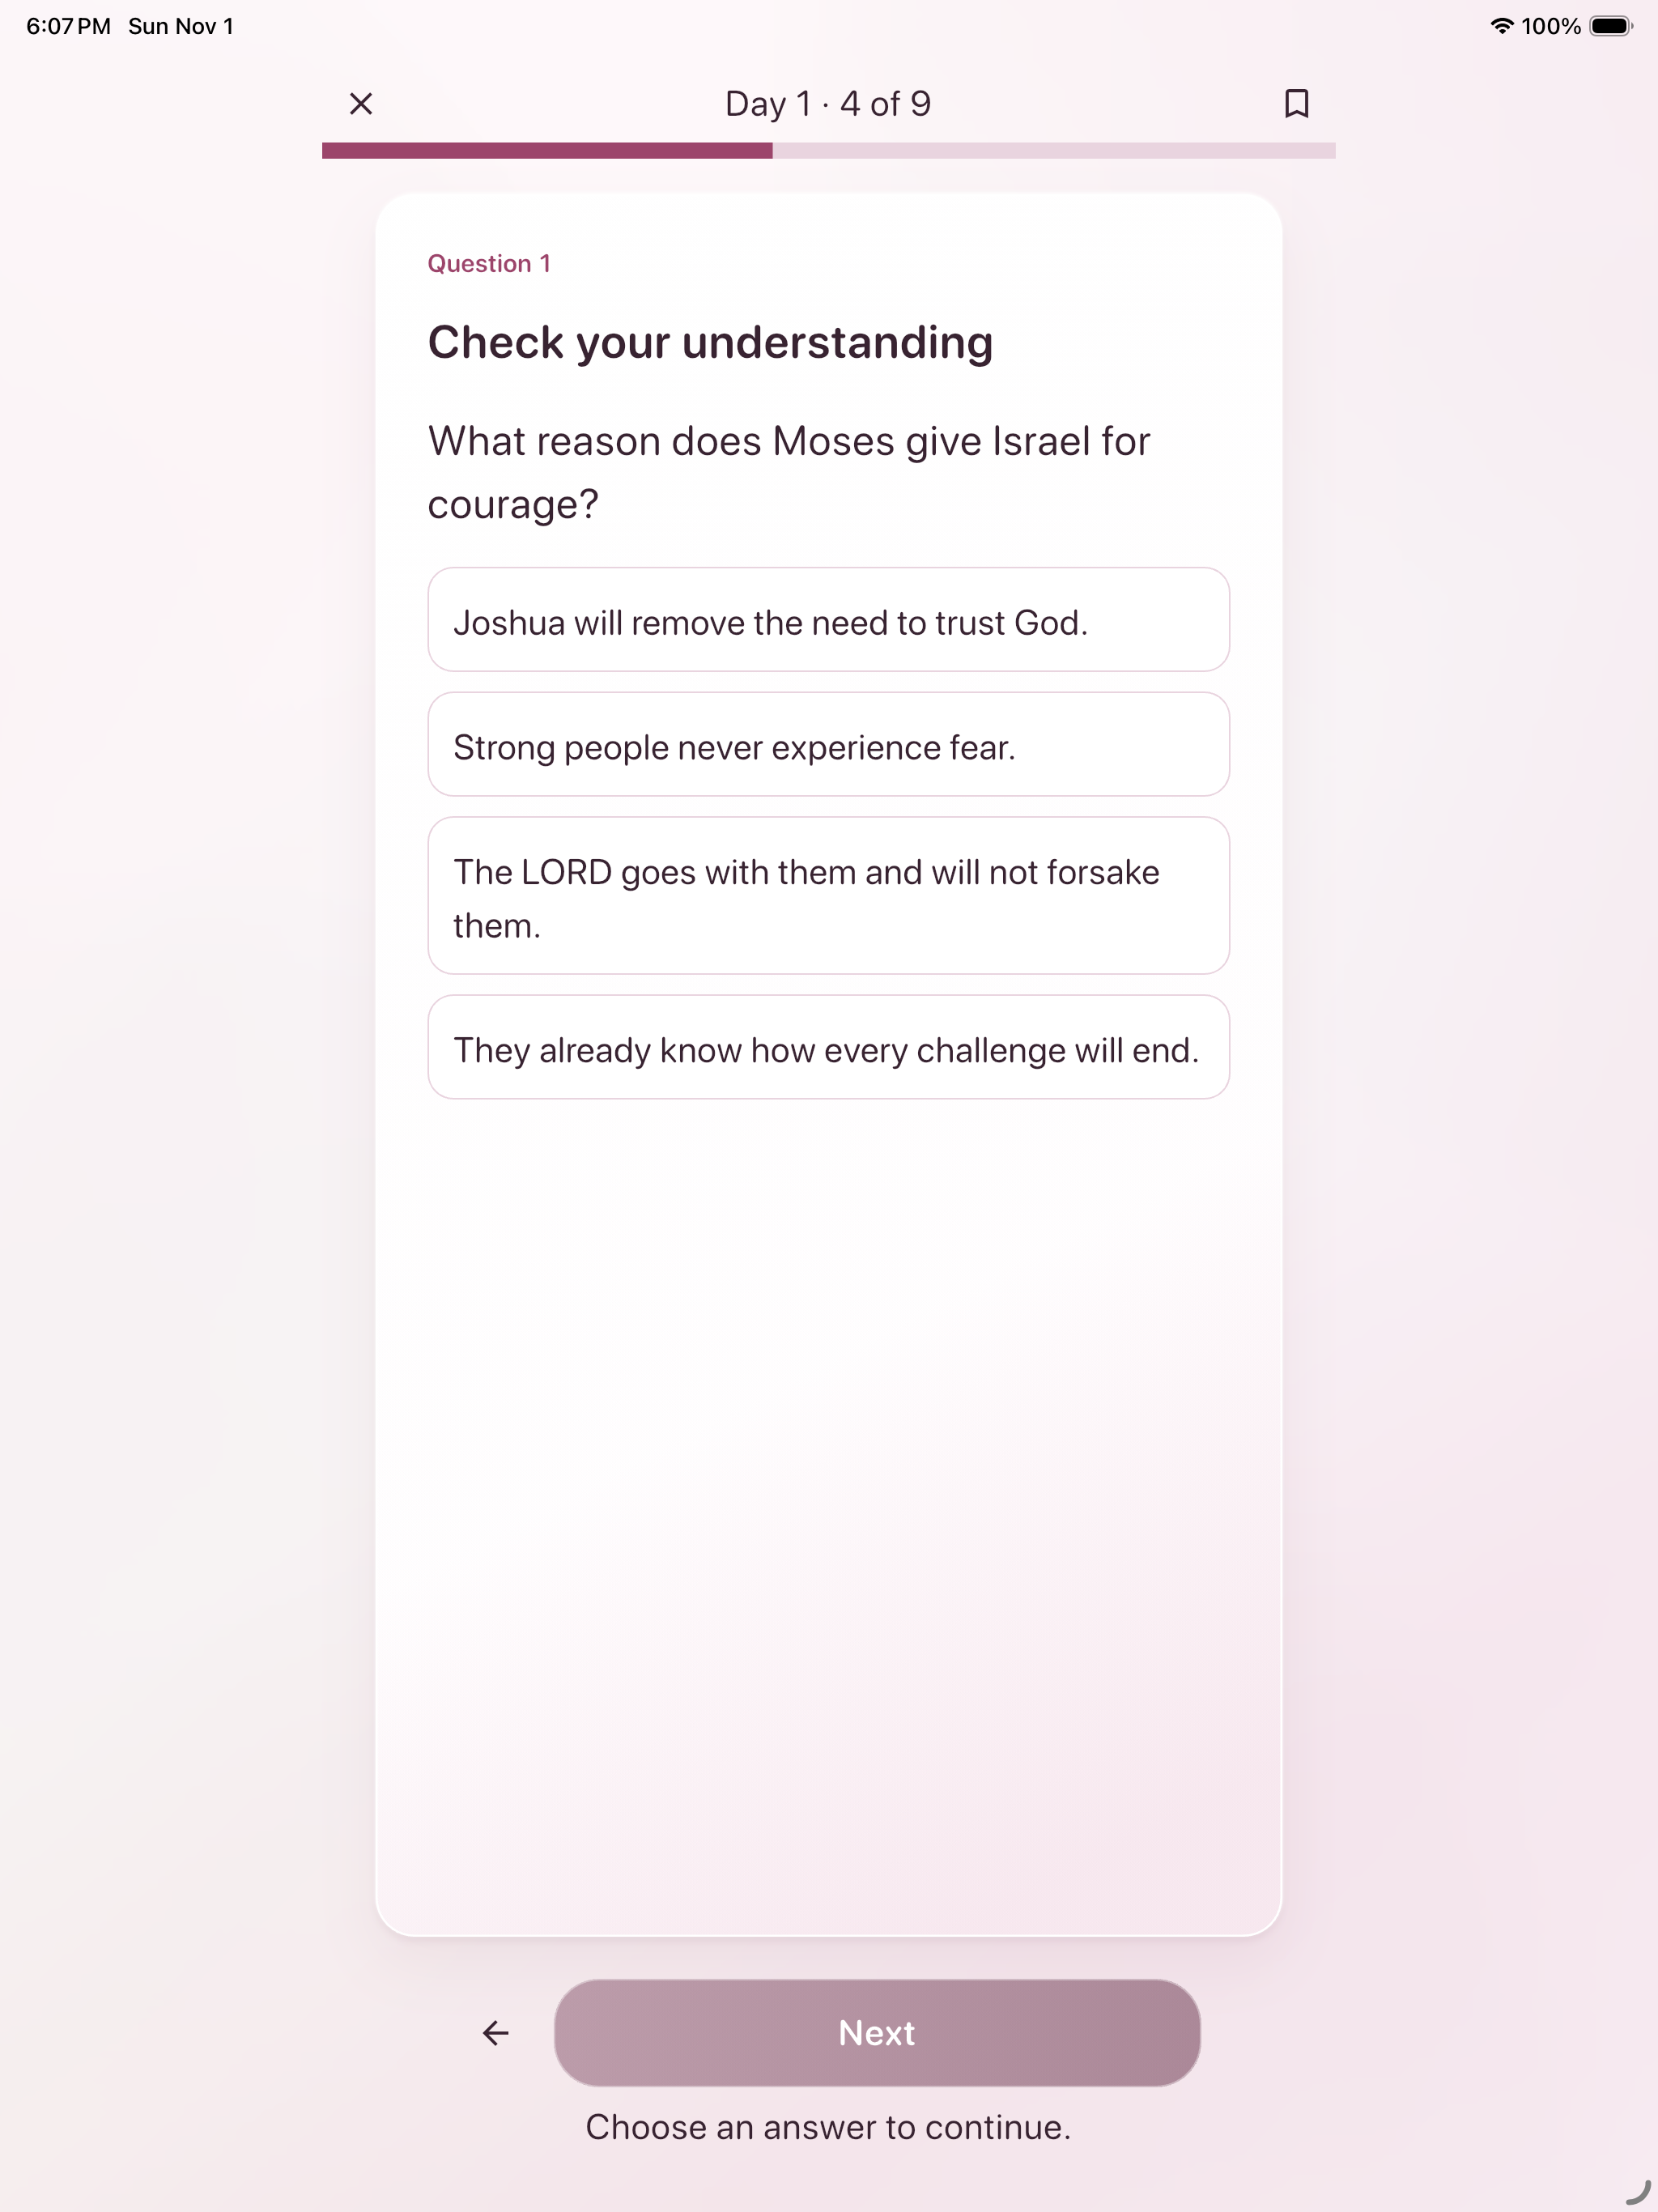 6:07 PM Sun Nov 1
100%
Day 1 · 4 of 9
Question 1
Check your understanding
What reason does Moses give Israel for
courage?
Joshua will remove the need to trust God.
Strong people never experience fear.
The LORD goes with them and will not forsake
them.
They already know how every challenge will end.
Next
Choose an answer to continue.